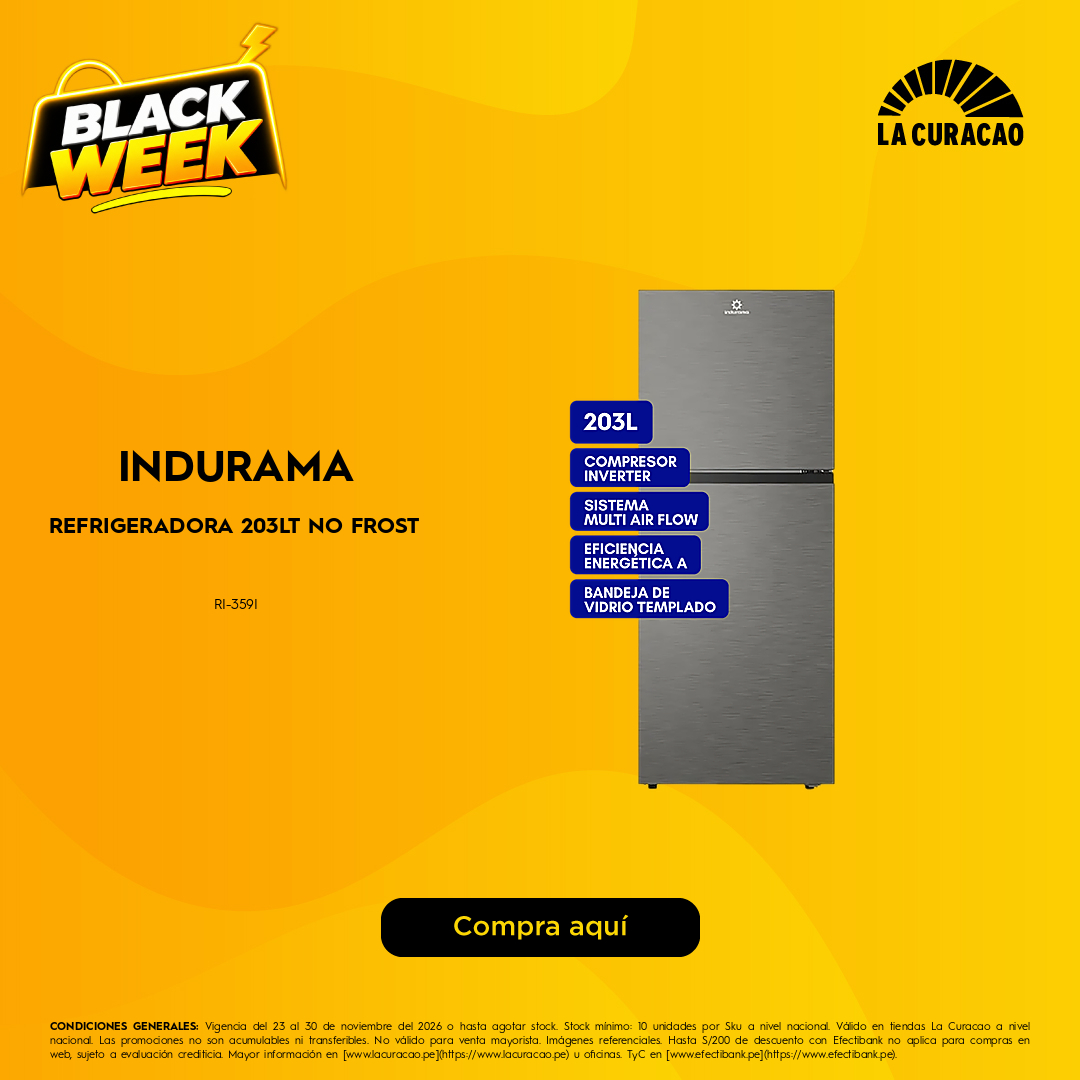 BLACK
WEEK
LA CURACAO
indurama
203L
COMPRESOR
INVERTER
SISTEMA
MULTI AIR FLOW
EFICIENCIA
ENERGÉTICA A
BANDEJA DE
VIDRIO TEMPLADO
INDURAMA
REFRIGERADORA 203LT NO FROST
RI-359I
Compra aquí
CONDICIONES GENERALES: Vigencia del 23 al 30 de noviembre del 2026 o hasta agotar stock. Stock mínimo: 10 unidades por Sku a nivel nacional. Válido en tiendas La Curacao a nivel
nacional. Las promociones no son acumulables ni transferibles. No válido para venta mayorista. Imágenes referenciales. Hasta S/200 de descuento con Efectibank no aplica para compras en
web, sujeto a evaluación crediticia. Mayor información en [www.lacuracao.pe](https://www.lacuracao.pe) u oficinas. TyC en [www.efectibank.pe](https://www.efectibank.pe).